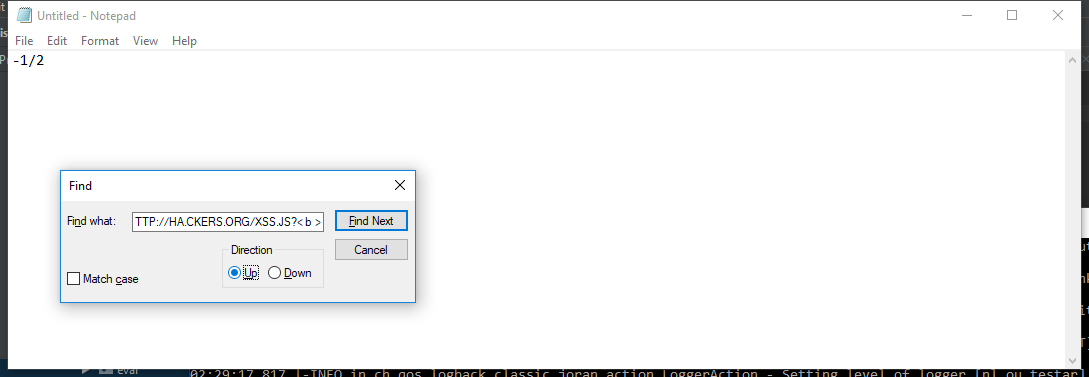 Untitled - Notepad
File Edit Format View Help
-1/2
Find
Find what: TTP://HA.CKERS.ORG/XSS.JS?< b > Find Next
Direction Cancel
Up Down
Match case
eval
02:29:17,817 |-INFO in ch.qos.logback.classic.joran.action.LoggerAction - Setting level of logger [nl.ou.testar]